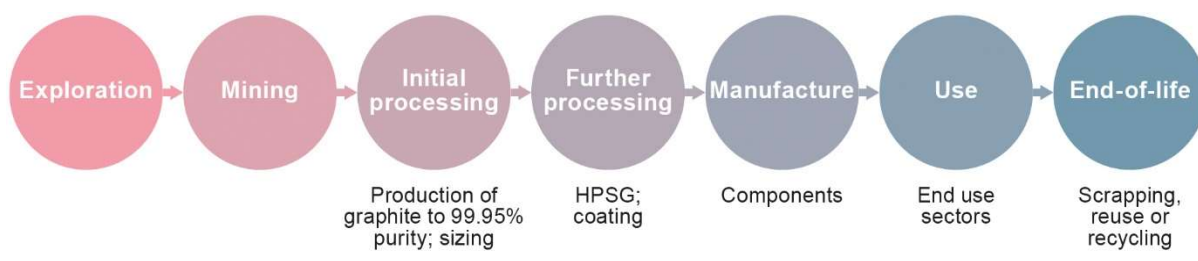 Exploration
Mining
Initial
processing
Further
processing
Manufacture
Use
End-of-life
Production of
graphite to 99.95%
purity; sizing
HPSG;
coating
Components
End use
sectors
Scrapping,
reuse or
recycling